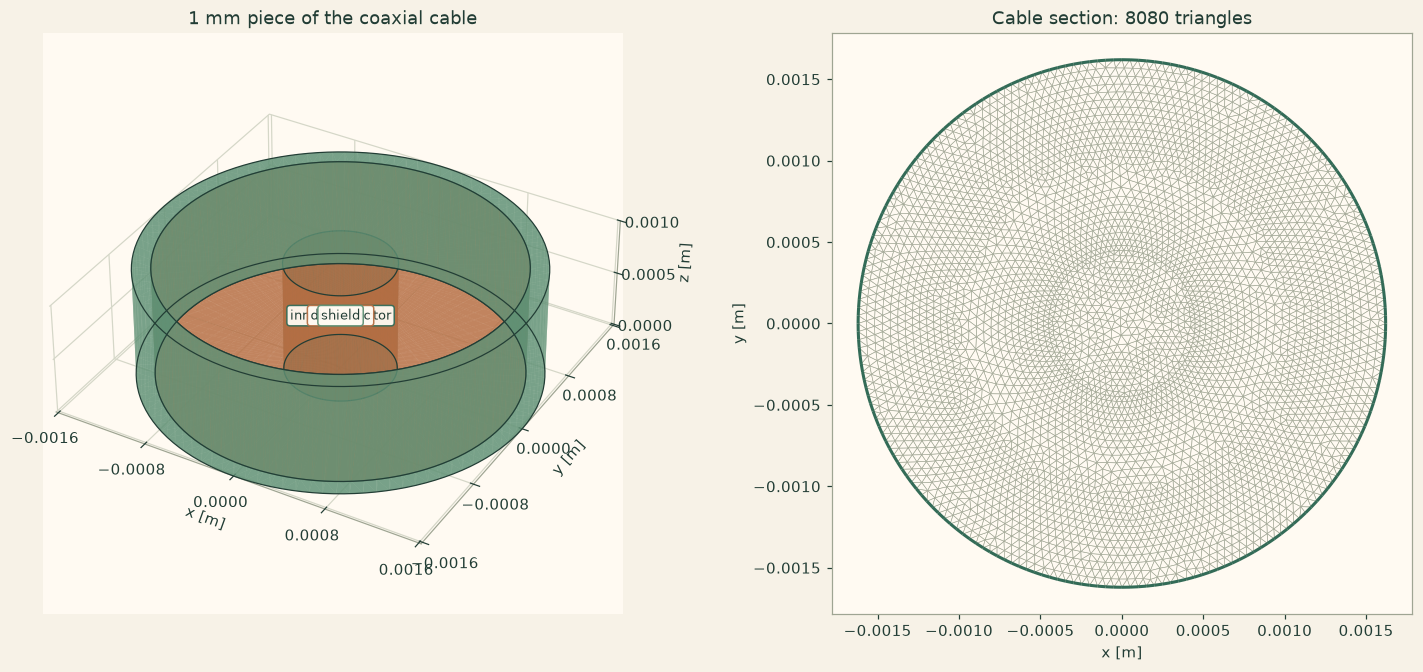 1 mm piece of the coaxial cable
0.0010
0.0005
0.0000
z [m]
shield
−0.0016
−0.0008
0.0000
0.0008
0.0016
x [m]
−0.0016
−0.0008
0.0000
0.0008
0.0016
y [m]
Cable section: 8080 triangles
0.0015
0.0010
0.0005
0.0000
−0.0005
−0.0010
−0.0015
y [m]
−0.0015 −0.0010 −0.0005 0.0000 0.0005 0.0010 0.0015
x [m]